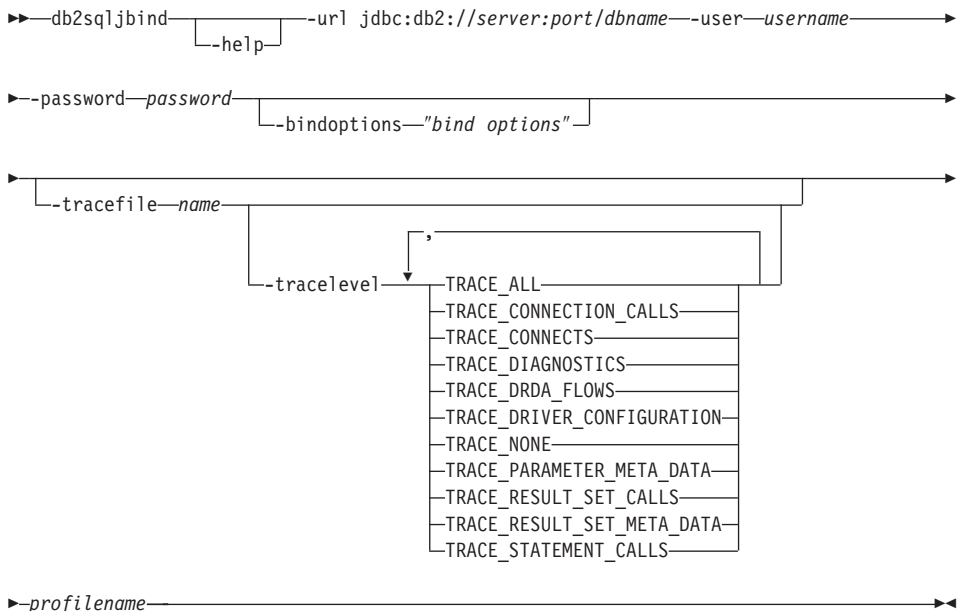 db2sqljbind -url jdbc:db2://server:port/dbname -user username
-help
-password password
-bindoptions "bind options"
-tracefile name
,
-tracelevel TRACE_ALL
TRACE_CONNECTION_CALLS
TRACE_CONNECTS
TRACE_DIAGNOSTICS
TRACE_DRDA_FLOWS
TRACE_DRIVER_CONFIGURATION
TRACE_NONE
TRACE_PARAMETER_META_DATA
TRACE_RESULT_SET_CALLS
TRACE_RESULT_SET_META_DATA
TRACE_STATEMENT_CALLS
profilename